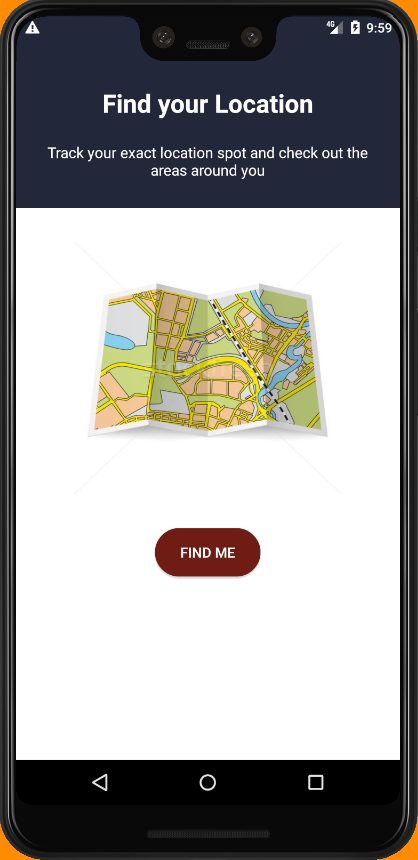 4G 9:59
Find your Location
Track your exact location spot and check out the
areas around you
FIND ME